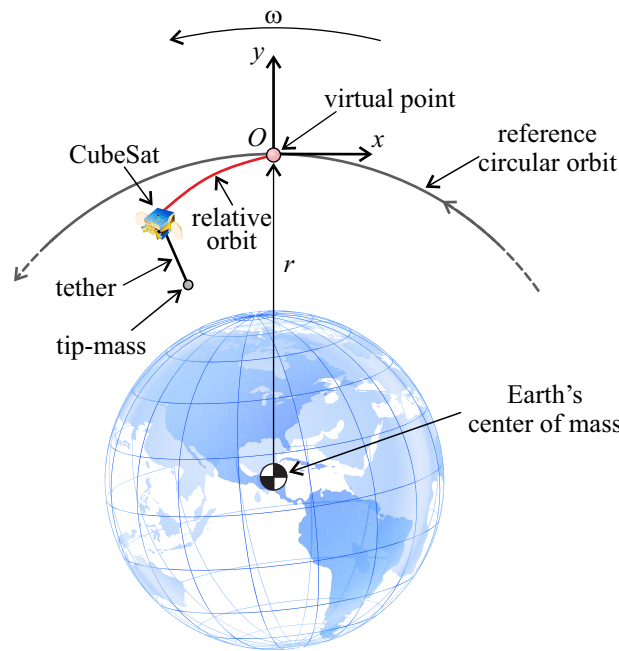 ω
y
virtual point
O
x
CubeSat
reference
circular orbit
relative
orbit
r
tether
tip-mass
Earth's
center of mass